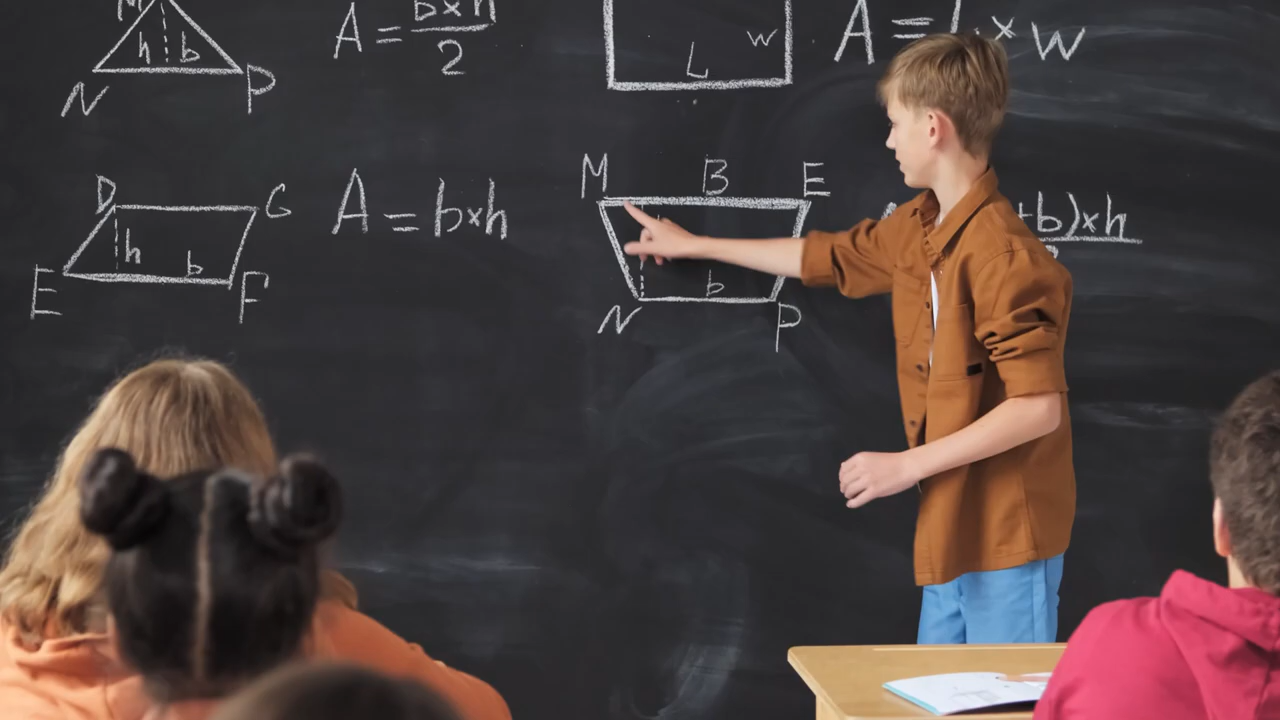 M
h b
N P
A = b×h
2
L w
A = L × w
D G
h b
E F
A = b×h
M B E
b
N P
+b)×h